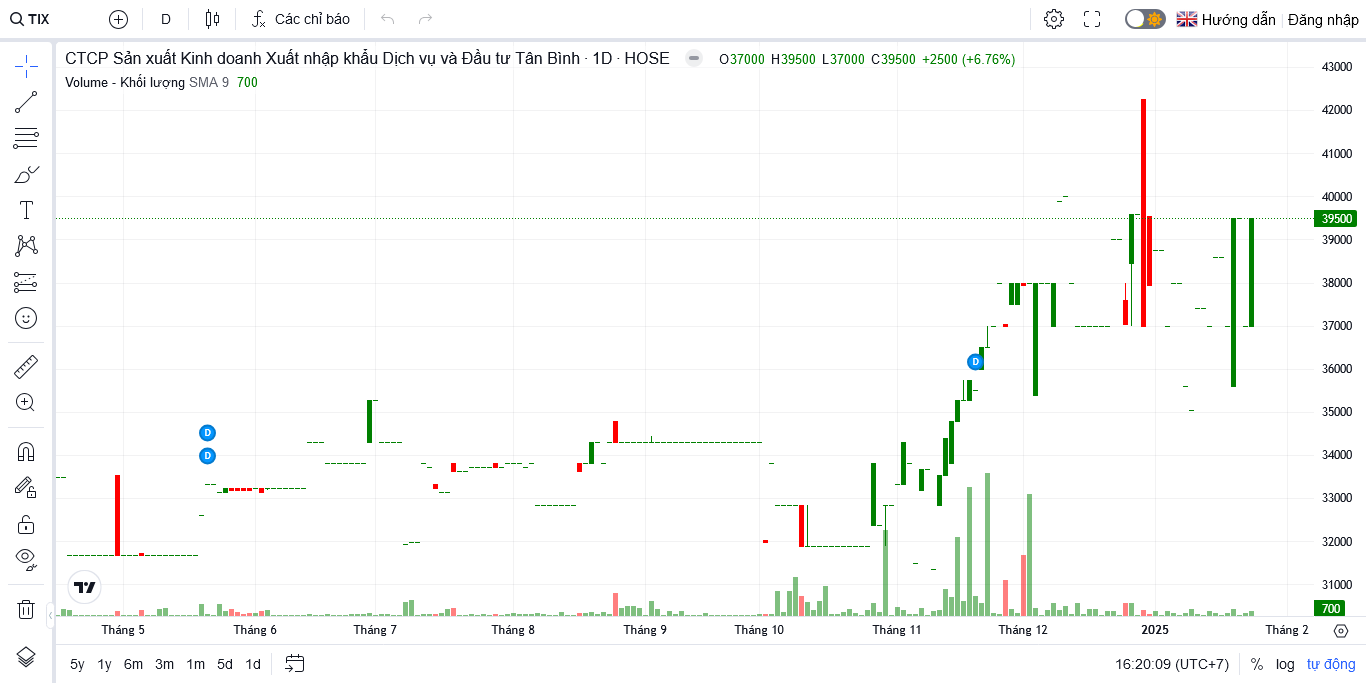 TIX D Các chỉ báo Hướng dẫn Đăng nhập
CTCP Sản xuất Kinh doanh Xuất nhập khẩu Dịch vụ và Đầu tư Tân Bình · 1D · HOSE O37000 H39500 L37000 C39500 +2500 (+6.76%)
Volume - Khối lượng SMA 9 700
43000
42000
41000
40000
39500
39000
38000
37000
D
36000
35000
D
34000
D
33000
32000
31000
700
Tháng 5 Tháng 6 Tháng 7 Tháng 8 Tháng 9 Tháng 10 Tháng 11 Tháng 12 2025 Tháng 2
5y 1y 6m 3m 1m 5d 1d 16:20:09 (UTC+7) % log tự động